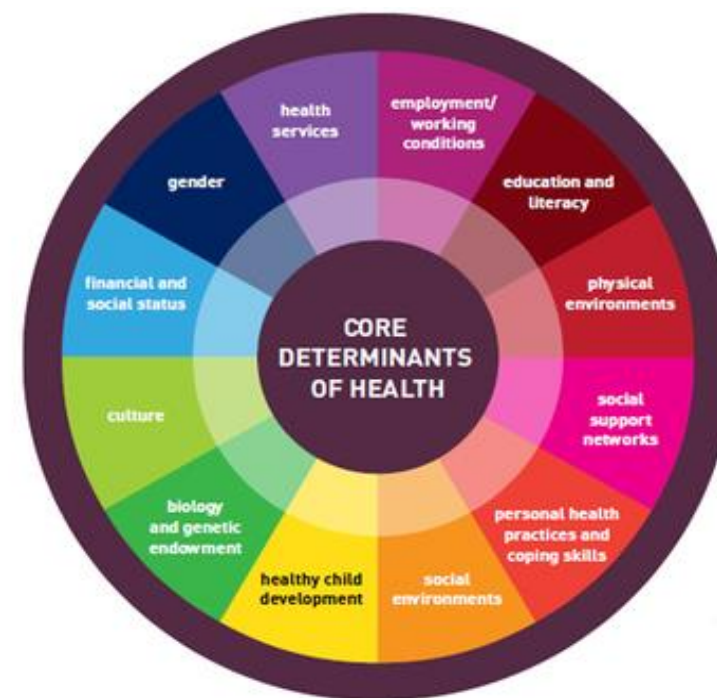 CORE
DETERMINANTS
OF HEALTH
health
services
employment/
working
conditions
education and
literacy
physical
environments
social
support
networks
personal health
practices and
coping skills
social
environments
healthy child
development
biology
and genetic
endowment
culture
financial and
social status
gender